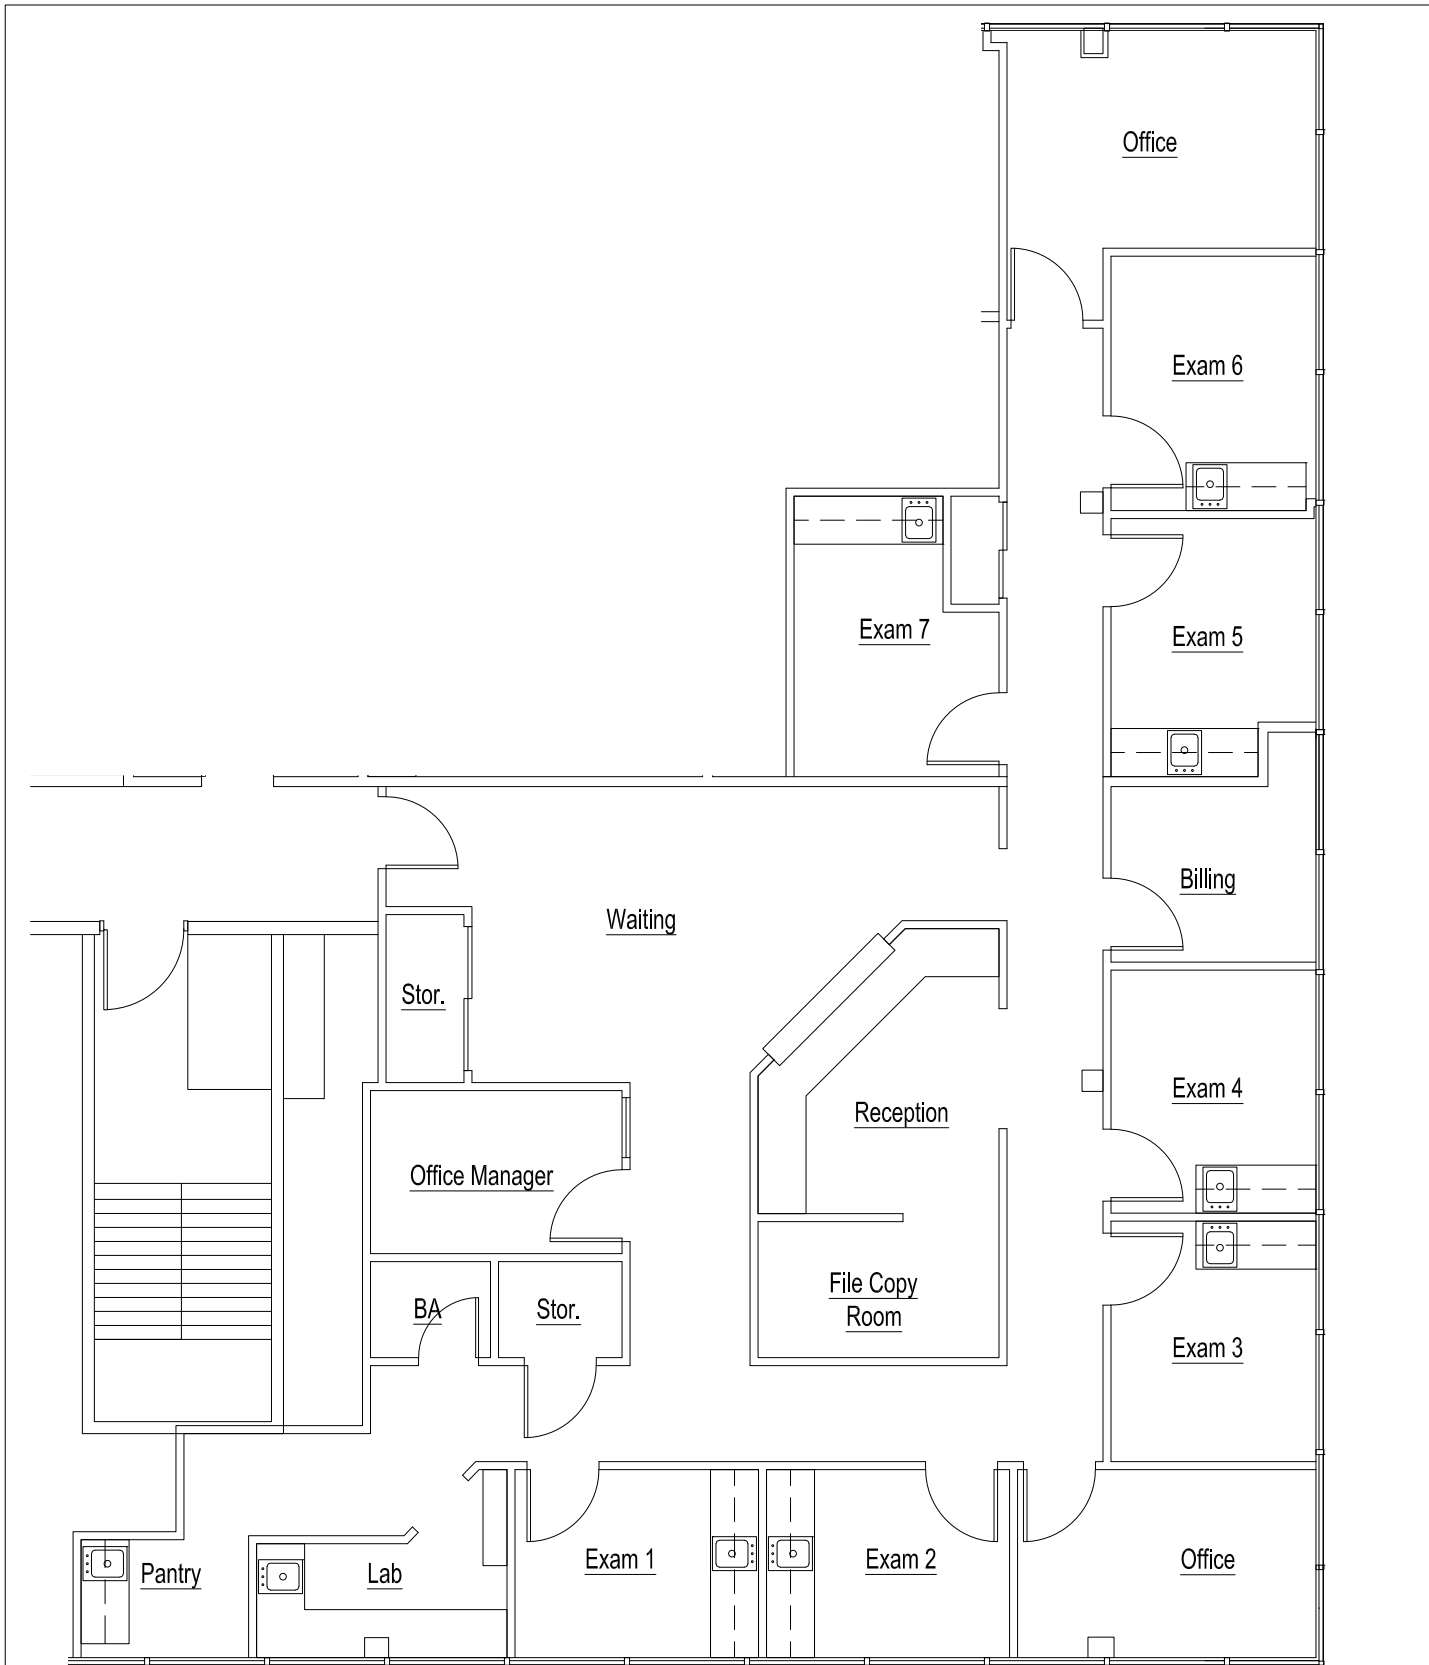 Office
Exam 6
Exam 7
Exam 5
Billing
Waiting
Stor.
Exam 4
Reception
Office Manager
File Copy
Room
BA
Stor.
Exam 3
Exam 1
Exam 2
Office
Pantry
Lab